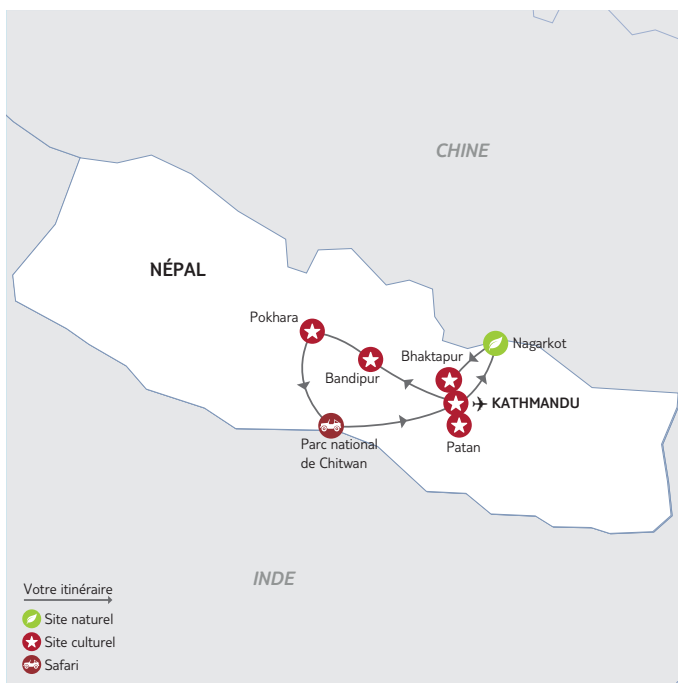 CHINE
NÉPAL
Pokhara
Nagarkot
Bhaktapur
Bandipur
KATHMANDU
Patan
Parc national
de Chitwan
INDE
Votre itinéraire
Site naturel
Site culturel
Safari